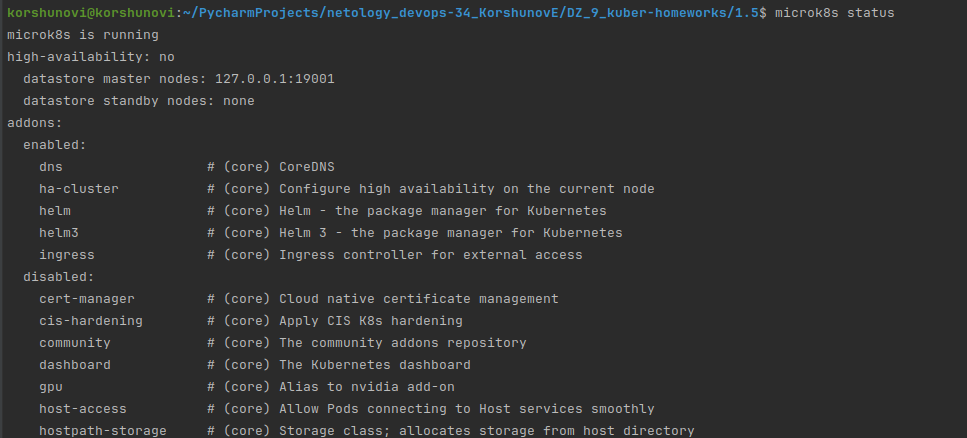 korshunovi@korshunovi:~/PycharmProjects/netology_devops-34_KorshunovE/DZ_9_kuber-homeworks/1.5$ microk8s status
microk8s is running
high-availability: no
  datastore master nodes: 127.0.0.1:19001
  datastore standby nodes: none
addons:
  enabled:
    dns                  # (core) CoreDNS
    ha-cluster           # (core) Configure high availability on the current node
    helm                 # (core) Helm - the package manager for Kubernetes
    helm3                # (core) Helm 3 - the package manager for Kubernetes
    ingress              # (core) Ingress controller for external access
  disabled:
    cert-manager         # (core) Cloud native certificate management
    cis-hardening        # (core) Apply CIS K8s hardening
    community            # (core) The community addons repository
    dashboard            # (core) The Kubernetes dashboard
    gpu                  # (core) Alias to nvidia add-on
    host-access          # (core) Allow Pods connecting to Host services smoothly
    hostpath-storage     # (core) Storage class; allocates storage from host directory